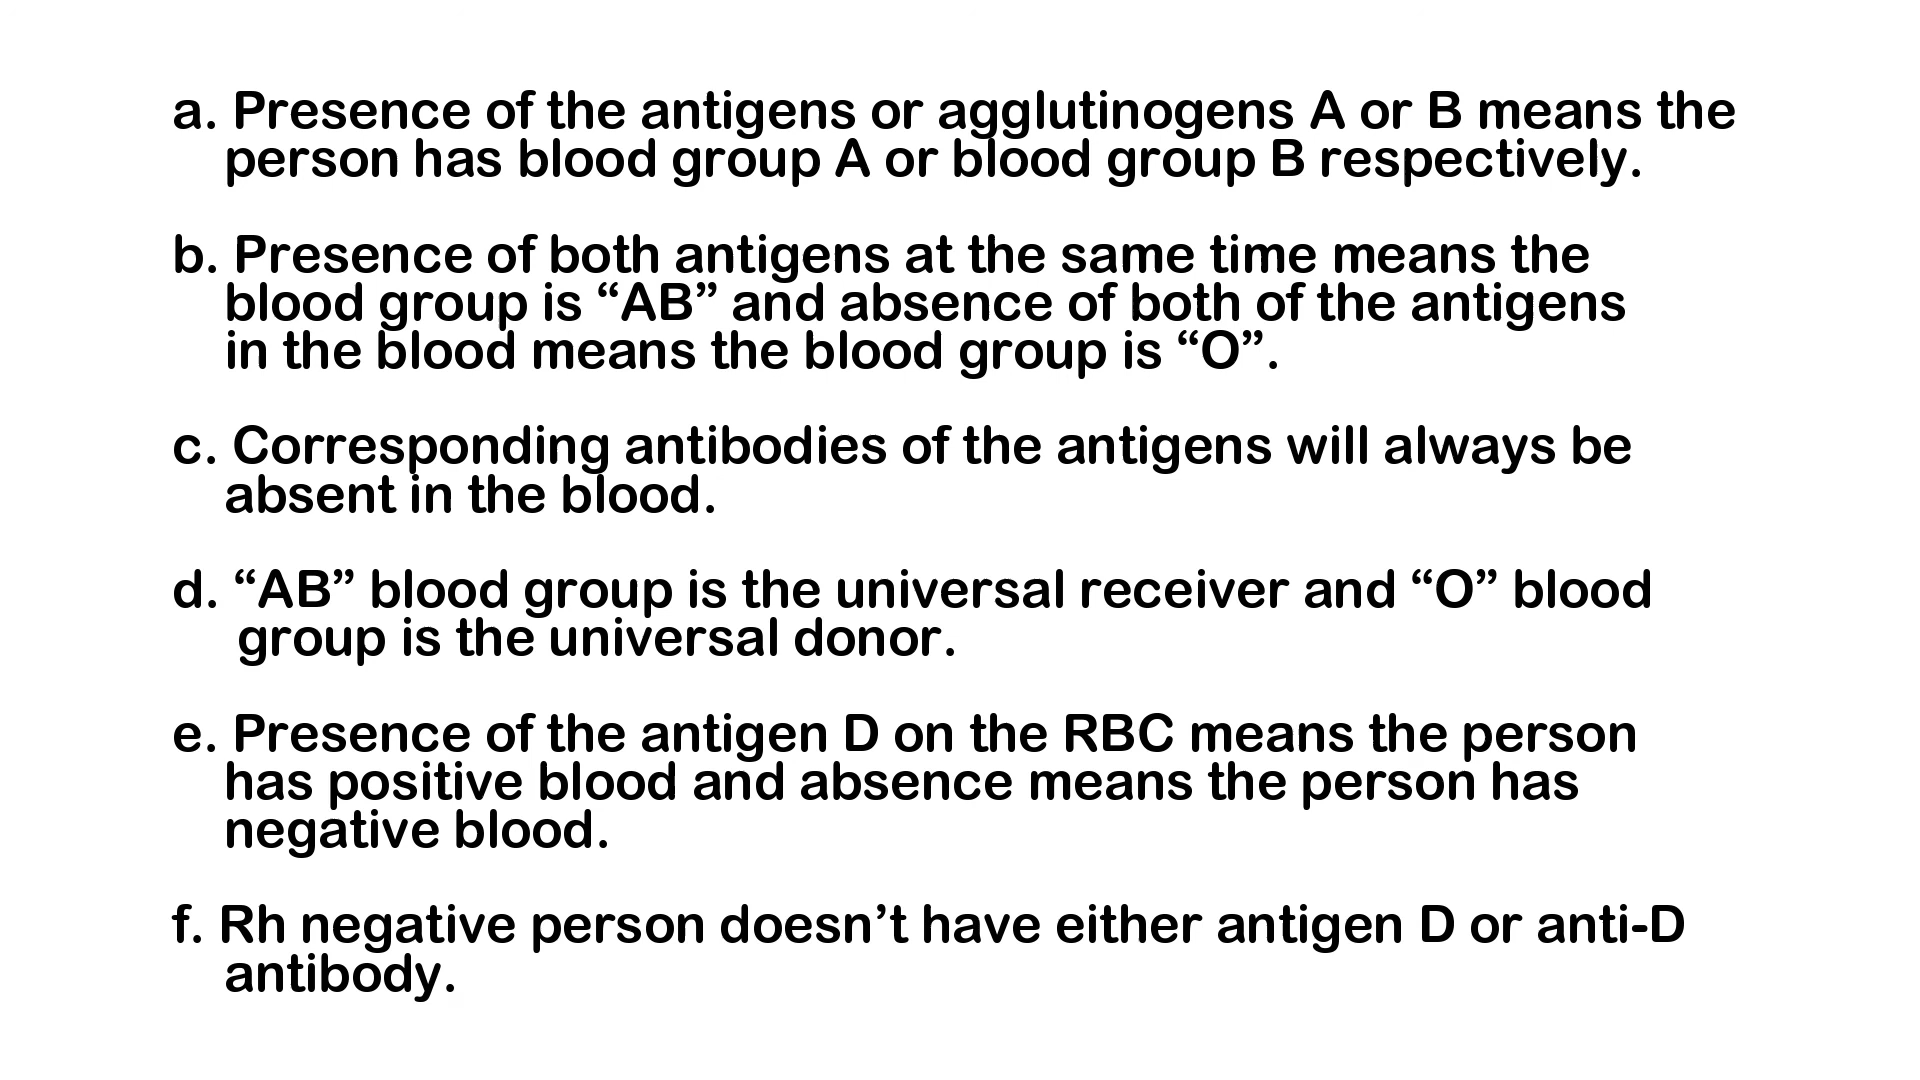 a. Presence of the antigens or agglutinogens A or B means the
person has blood group A or blood group B respectively.
b. Presence of both antigens at the same time means the
blood group is “AB” and absence of both of the antigens
in the blood means the blood group is “O”.
c. Corresponding antibodies of the antigens will always be
absent in the blood.
d. “AB” blood group is the universal receiver and “O” blood
group is the universal donor.
e. Presence of the antigen D on the RBC means the person
has positive blood and absence means the person has
negative blood.
f. Rh negative person doesn’t have either antigen D or anti-D
antibody.